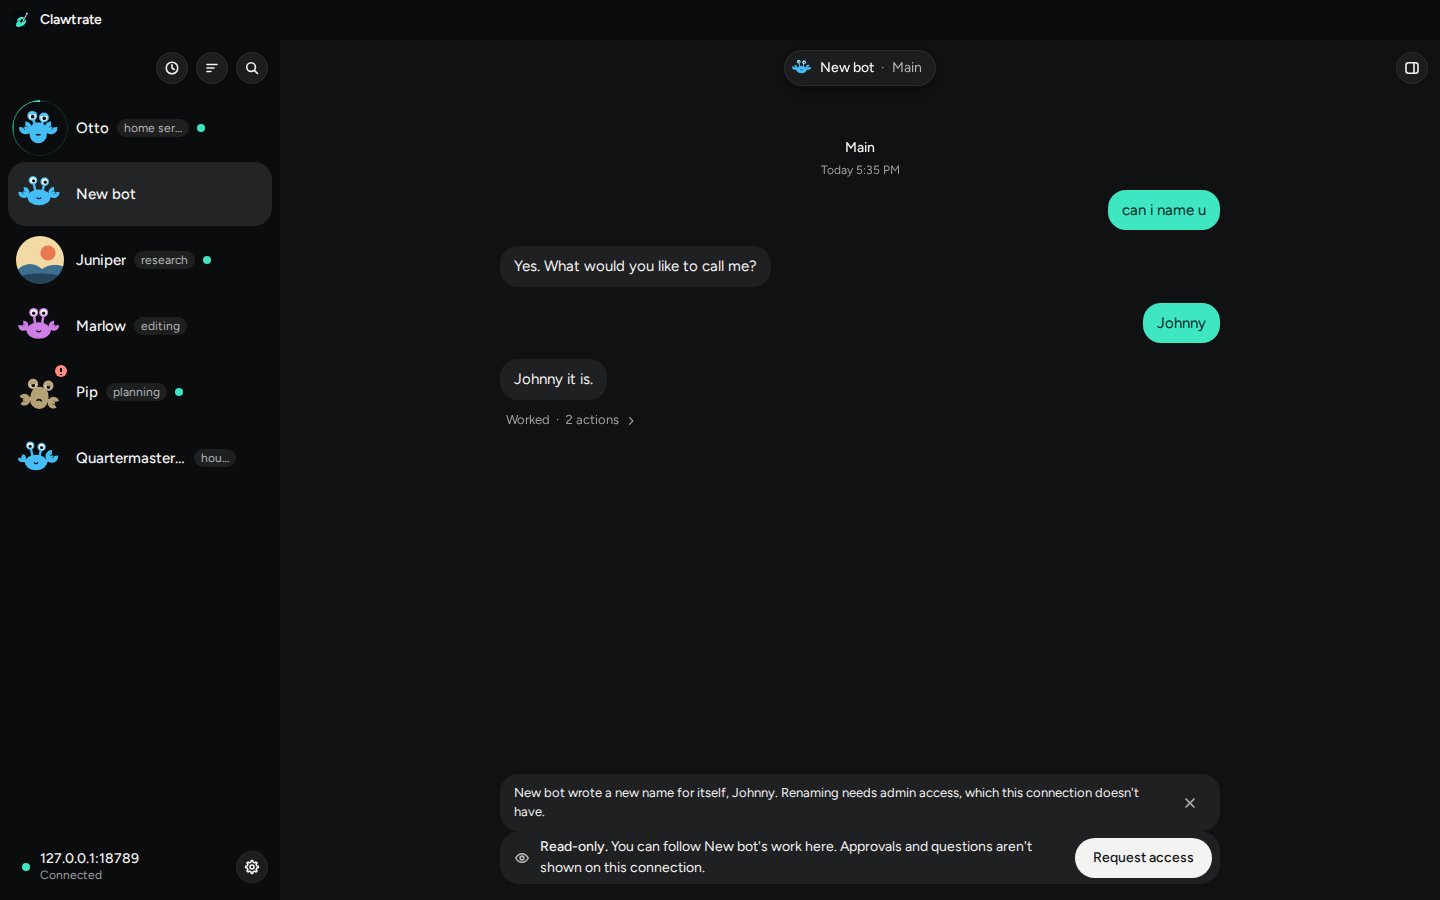 Clawtrate
Otto home ser...
New bot
Juniper research
Marlow editing
Pip planning
Quartermaster... hou...
127.0.0.1:18789
Connected
New bot · Main
Main
Today 5:35 PM
can i name u
Yes. What would you like to call me?
Johnny
Johnny it is.
Worked · 2 actions
New bot wrote a new name for itself, Johnny. Renaming needs admin access, which this connection doesn't
have.
Read-only. You can follow New bot's work here. Approvals and questions aren't
shown on this connection.
Request access